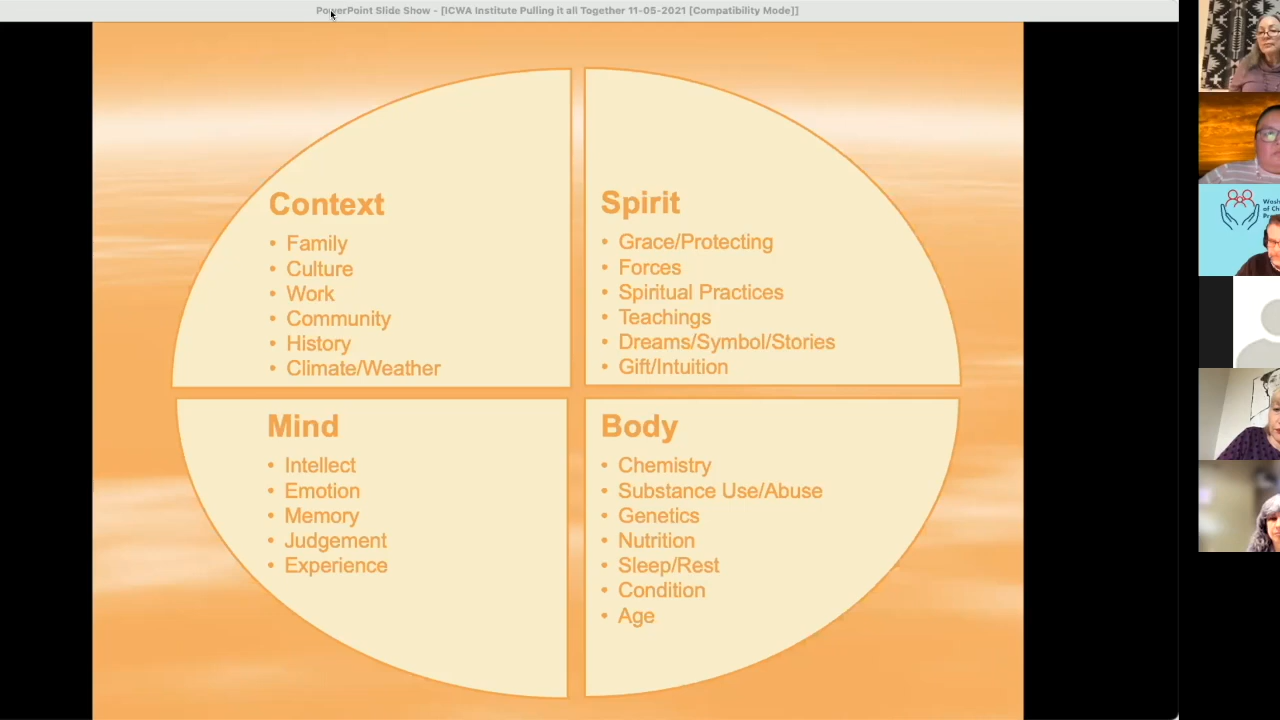 PowerPoint Slide Show - [ICWA Institute Pulling it all Together 11-05-2021 [Compatibility Mode]]
Context
• Family
• Culture
• Work
• Community
• History
• Climate/Weather
Spirit
• Grace/Protecting
• Forces
• Spiritual Practices
• Teachings
• Dreams/Symbol/Stories
• Gift/Intuition
Mind
• Intellect
• Emotion
• Memory
• Judgement
• Experience
Body
• Chemistry
• Substance Use/Abuse
• Genetics
• Nutrition
• Sleep/Rest
• Condition
• Age